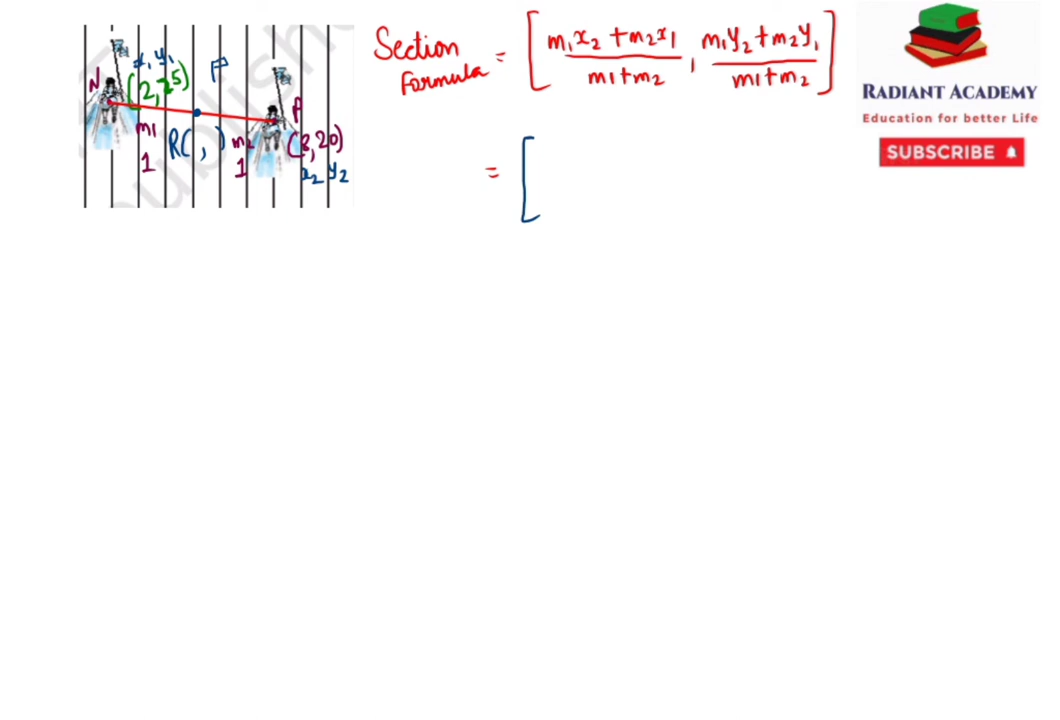 Section Formula = [ m1x2 + m2x1 / m1+m2 , m1y2 + m2y1 / m1+m2 ]
= [
N
x1 y1
(2,25)
P
P
m1
1
R( , )
m2
1
(8,20)
x2 y2
publish
RADIANT ACADEMY
Education for better Life
SUBSCRIBE